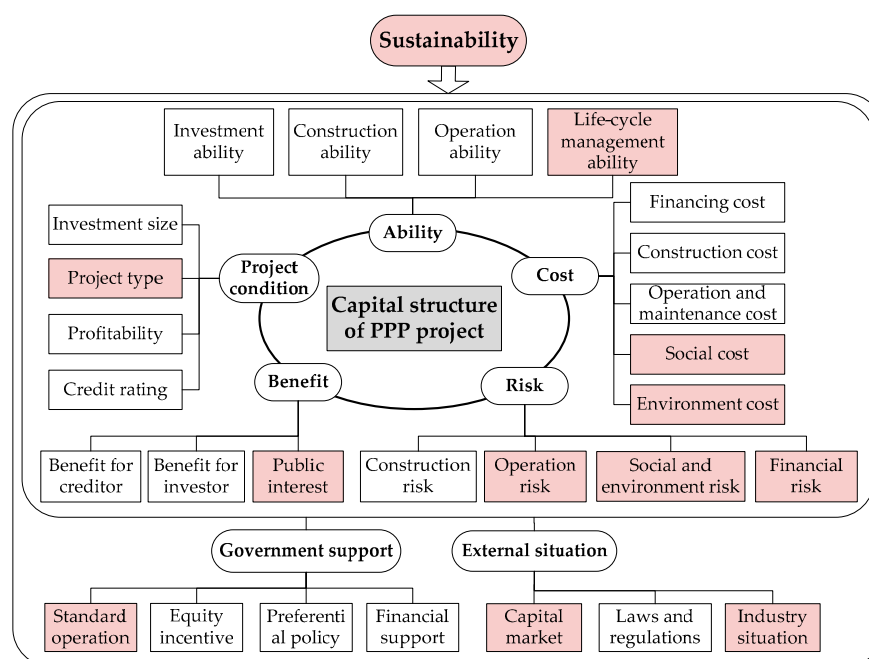 Sustainability
Investment
ability
Construction
ability
Operation
ability
Life-cycle
management
ability
Investment size
Project type
Profitability
Credit rating
Ability
Project
condition
Cost
Capital structure
of PPP project
Benefit
Risk
Financing cost
Construction cost
Operation and
maintenance cost
Social cost
Environment cost
Benefit for
creditor
Benefit for
investor
Public
interest
Construction
risk
Operation
risk
Social and
environment risk
Financial
risk
Government support
External situation
Standard
operation
Equity
incentive
Preferenti
al policy
Financial
support
Capital
market
Laws and
regulations
Industry
situation